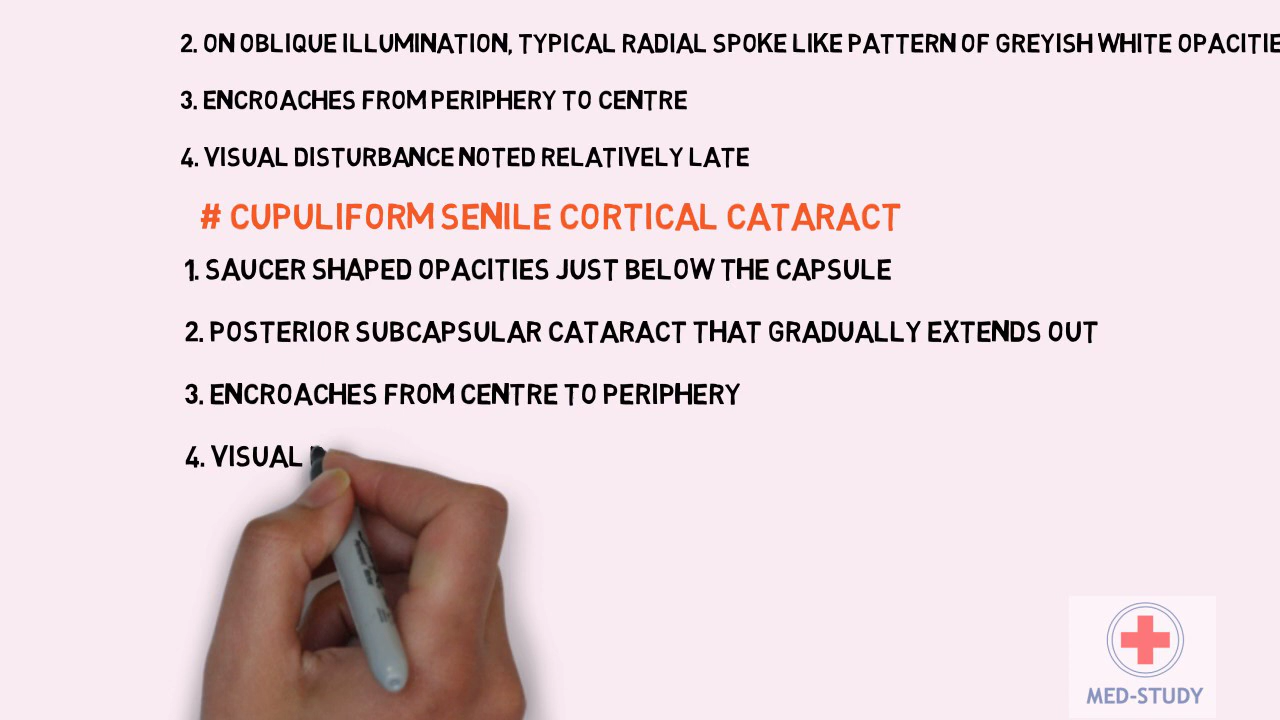 2. ON OBLIQUE ILLUMINATION, TYPICAL RADIAL SPOKE LIKE PATTERN OF GREYISH WHITE OPACITIE
3. ENCROACHES FROM PERIPHERY TO CENTRE
4. VISUAL DISTURBANCE NOTED RELATIVELY LATE
# CUPULIFORM SENILE CORTICAL CATARACT
1. SAUCER SHAPED OPACITIES JUST BELOW THE CAPSULE
2. POSTERIOR SUBCAPSULAR CATARACT THAT GRADUALLY EXTENDS OUT
3. ENCROACHES FROM CENTRE TO PERIPHERY
4. VISUAL
MED-STUDY